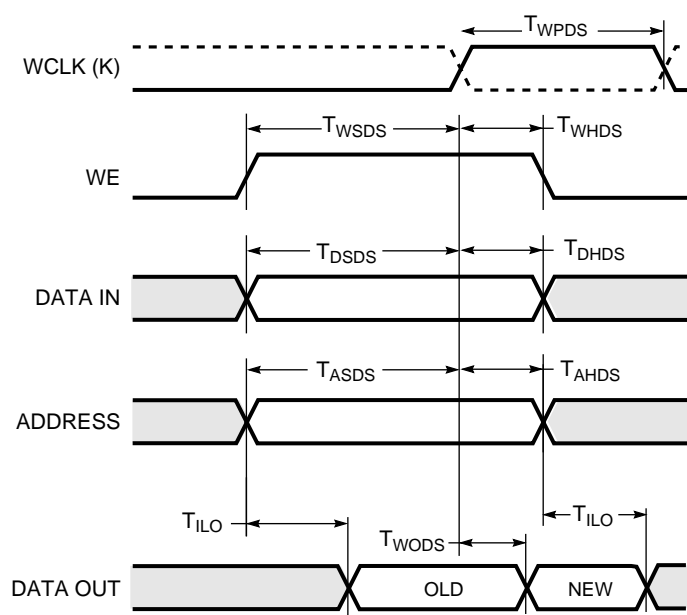 TWPDS
WCLK (K)
TWSDS TWHDS
WE
TDSDS TDHDS
DATA IN
TASDS TAHDS
ADDRESS
TILO TILO
TWODS
DATA OUT OLD NEW